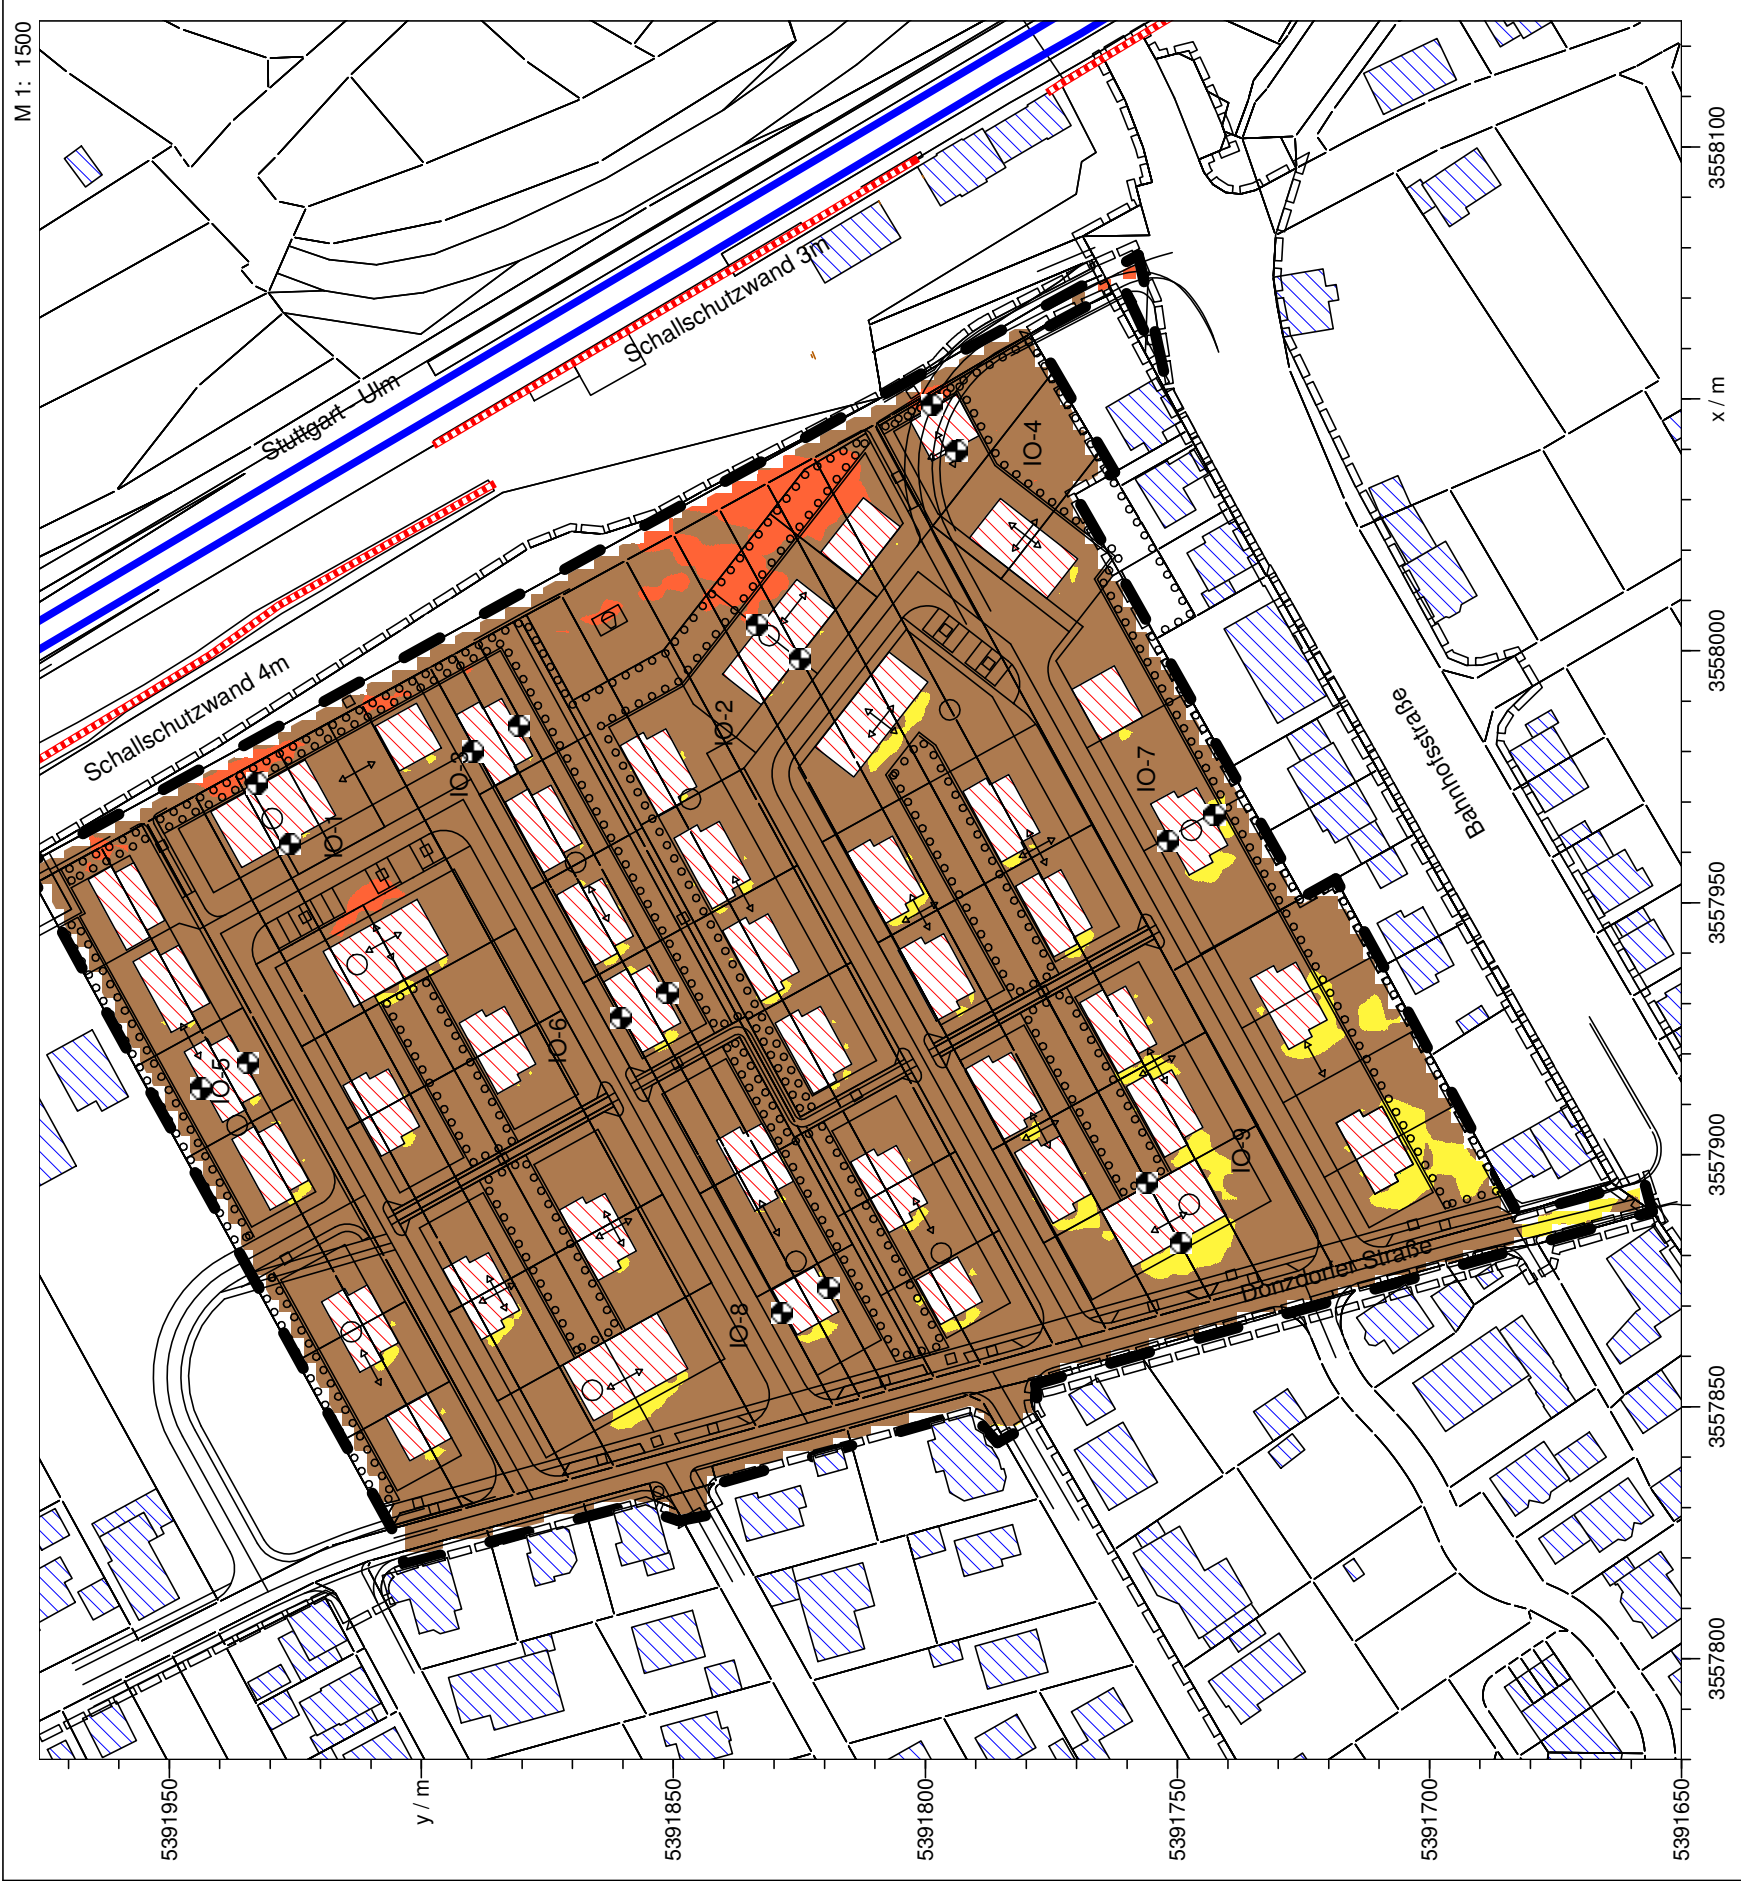 M 1: 1500
Stuttgart - Ulm
Schallschutzwand 3m
Schallschutzwand 4m
IO-4
IO-2
IO-3
IO-1
IO-7
IO-5
IO-6
IO-9
IO-8
Bahnhofsstraße
Donzdorfer Straße
3558100
x / m
3558000
3557950
3557900
3557850
3557800
5391950
y / m
5391850
5391800
5391750
5391700
5391650